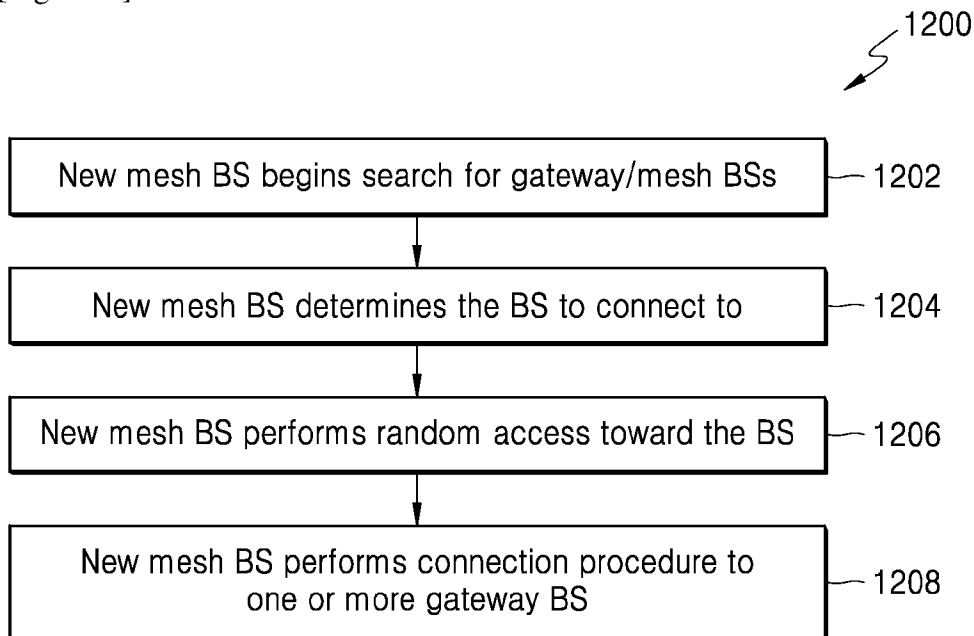 1200
New mesh BS begins search for gateway/mesh BSs
1202
New mesh BS determines the BS to connect to
1204
New mesh BS performs random access toward the BS
1206
New mesh BS performs connection procedure to
one or more gateway BS
1208